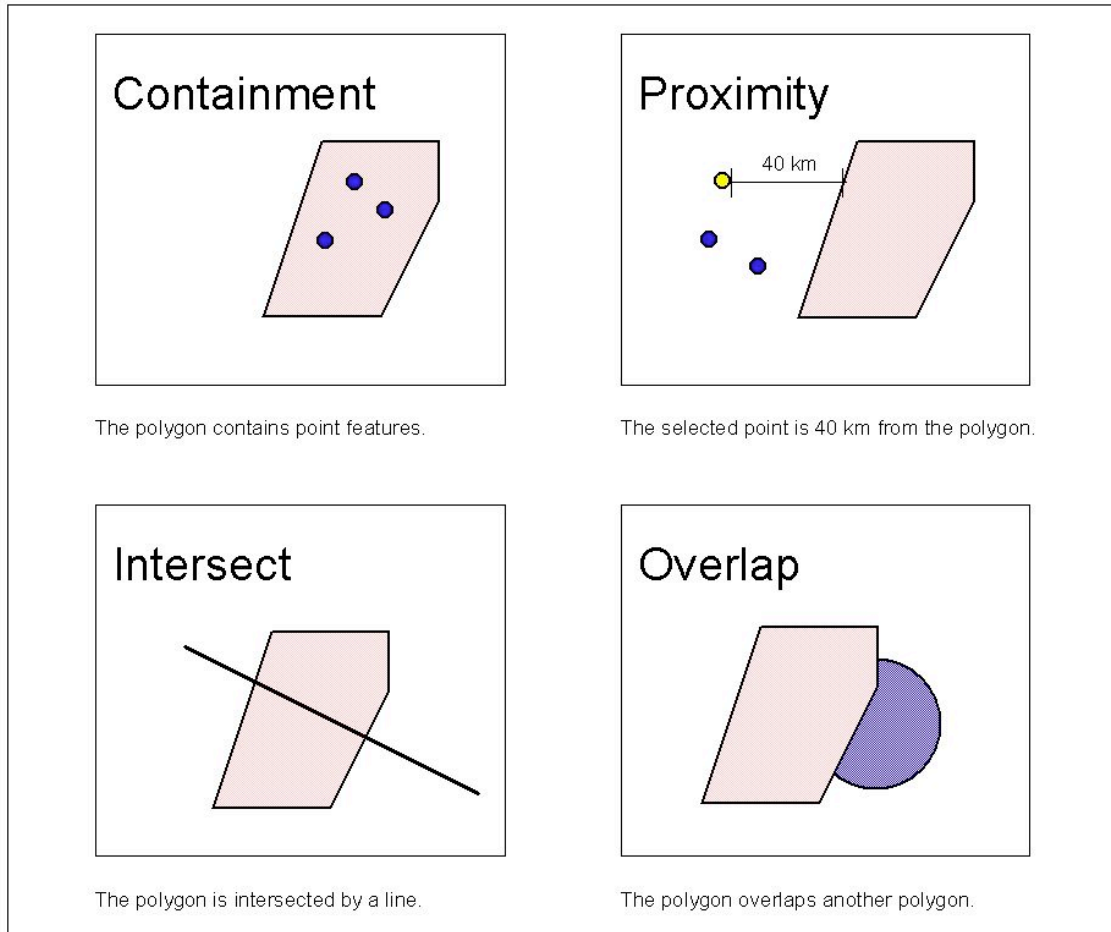 Containment
The polygon contains point features.
Proximity
40 km
The selected point is 40 km from the polygon.
Intersect
The polygon is intersected by a line.
Overlap
The polygon overlaps another polygon.